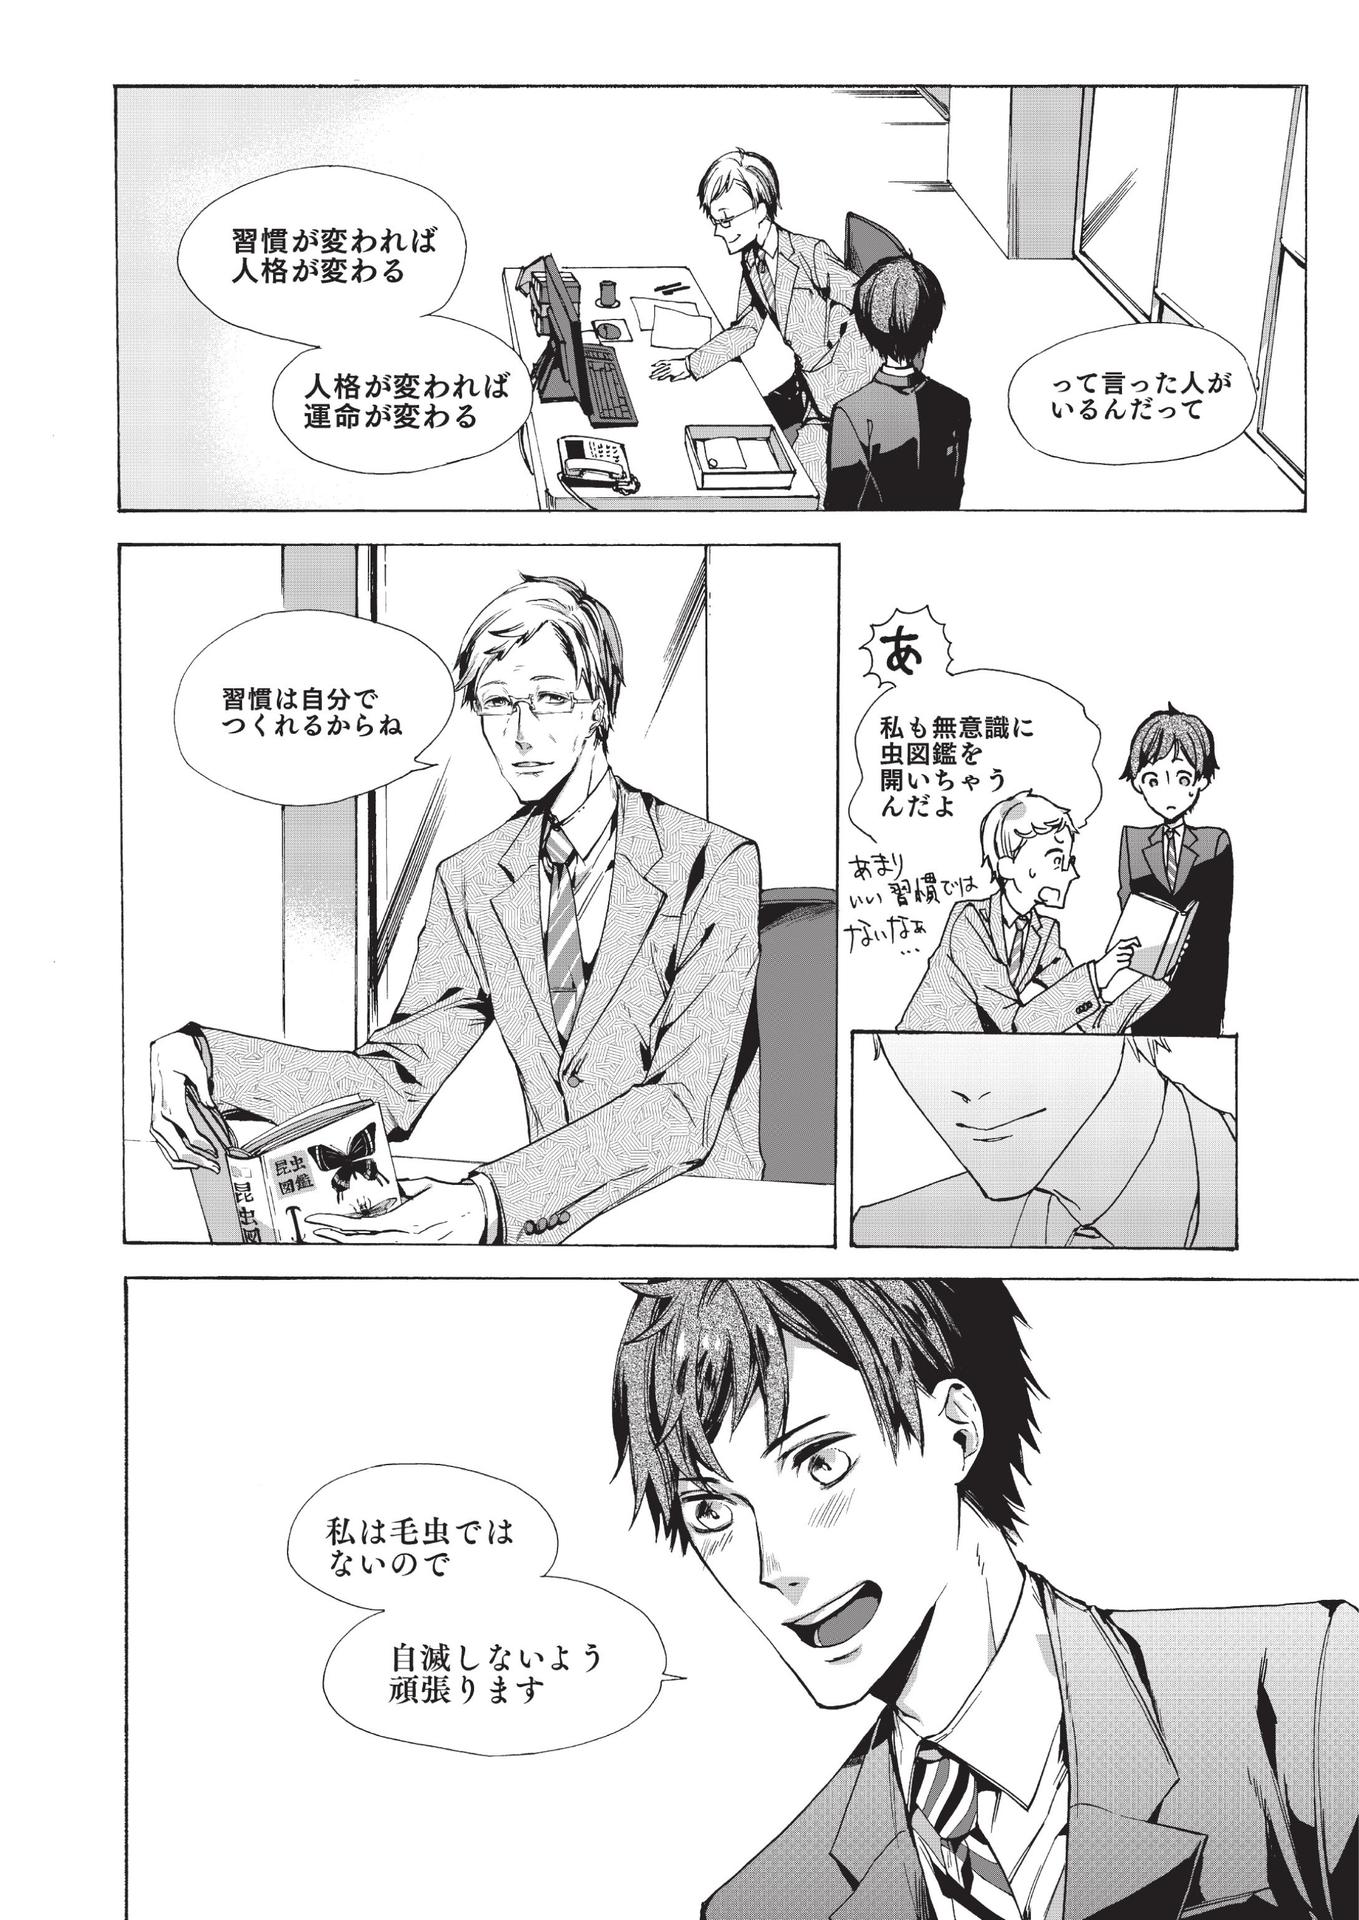 習慣が変われば
人格が変わる
人格が変われば
運命が変わる
って言った人が
いるんだって
習慣は自分で
つくれるからね
昆虫
図鑑
昆虫図
あ
私も無意識に
虫図鑑を
開いちゃう
んだよ
あまり
いい習慣では
ないなぁ
…
私は毛虫では
ないので
自滅しないよう
頑張ります